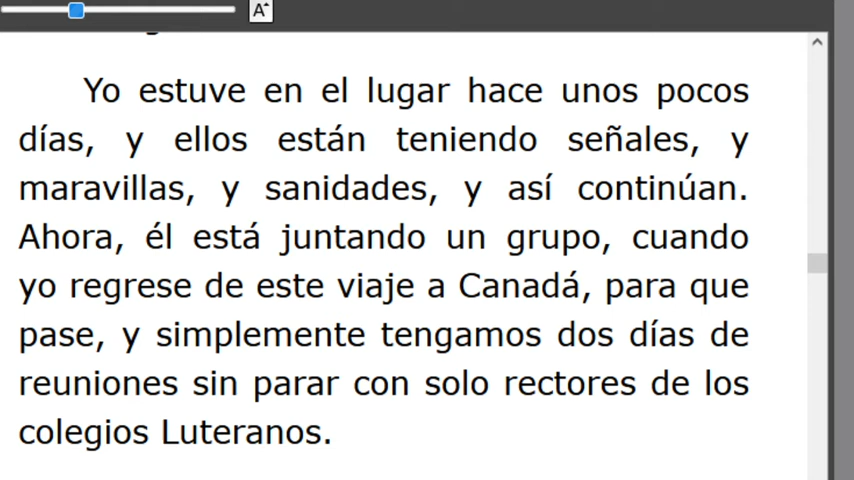 Yo estuve en el lugar hace unos pocos
días, y ellos están teniendo señales, y
maravillas, y sanidades, y así continúan.
Ahora, él está juntando un grupo, cuando
yo regrese de este viaje a Canadá, para que
pase, y simplemente tengamos dos días de
reuniones sin parar con solo rectores de los
colegios Luteranos.